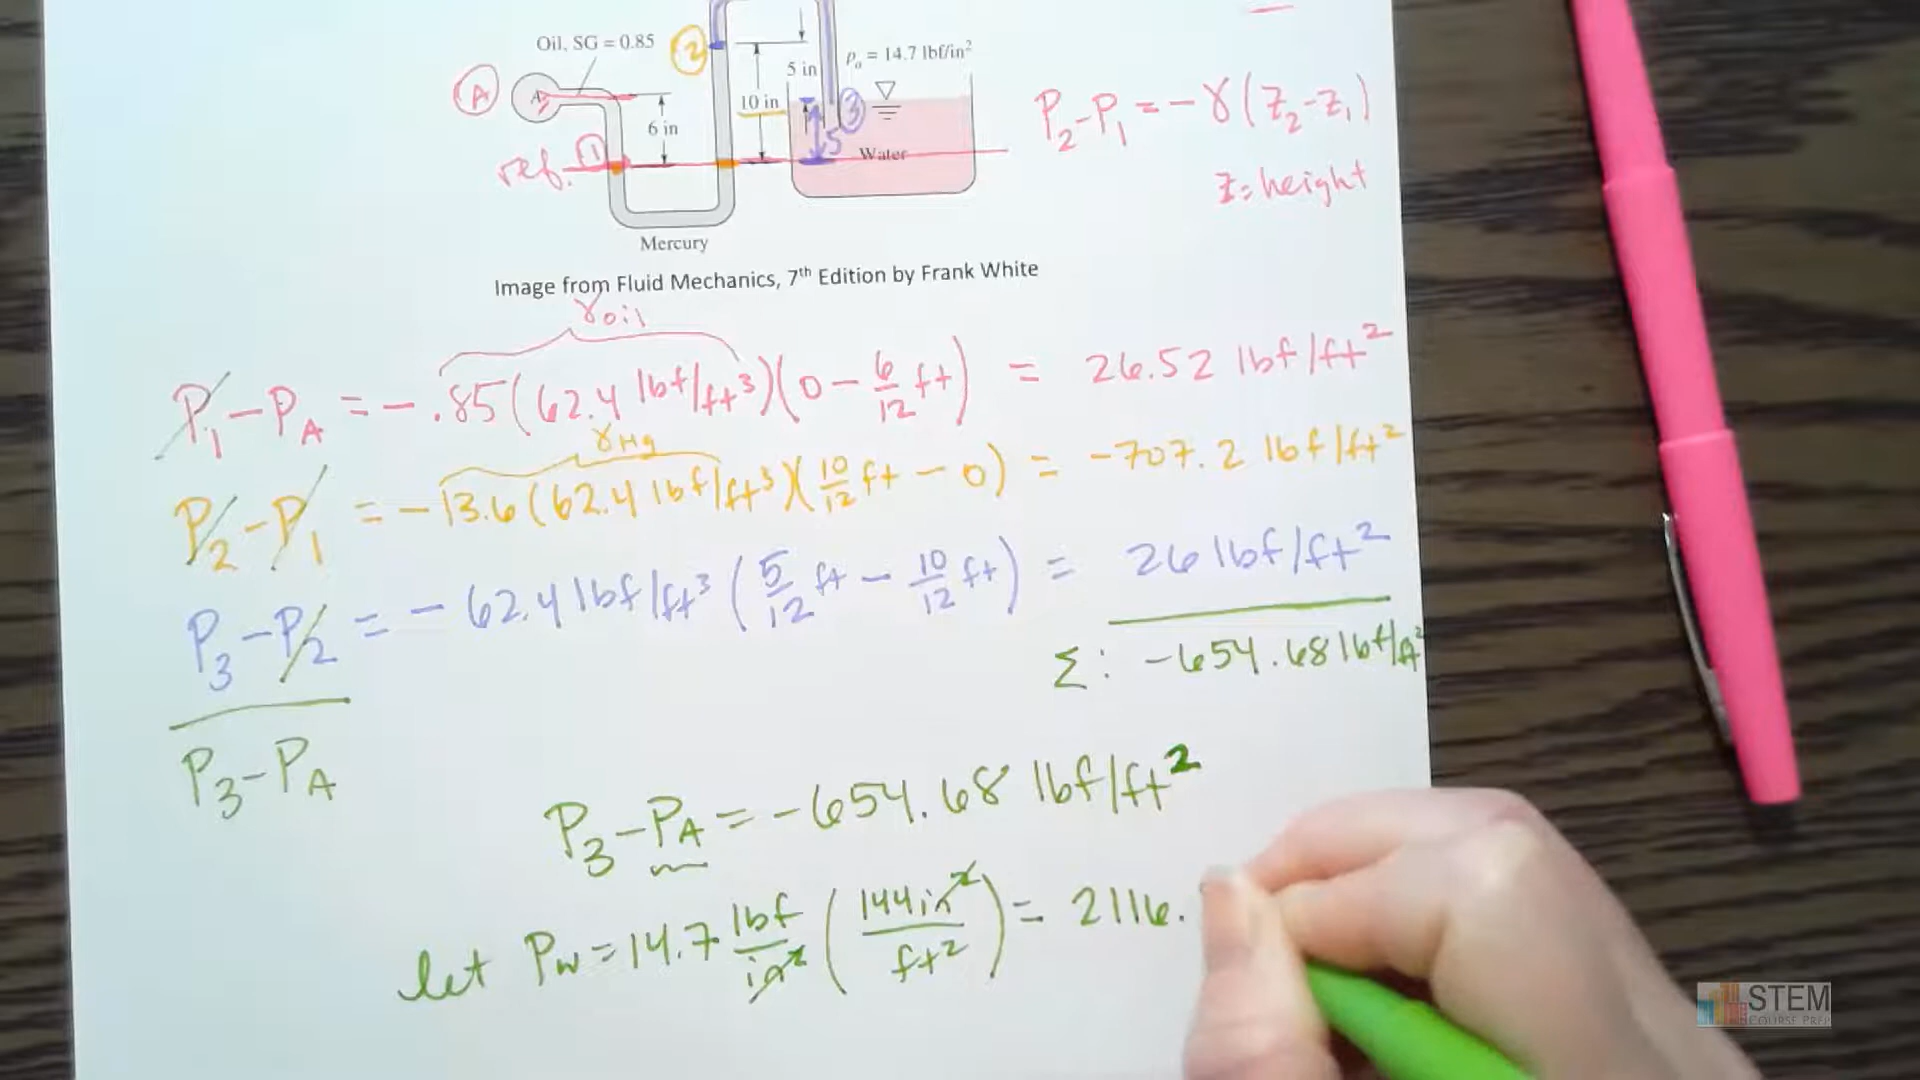 Oil, SG = 0.85
2
pa = 14.7 lbf/in²
A
A
5 in
10 in
3
6 in
5
1
ref.
Water
Mercury
P₂-P₁ = -γ(z₂-z₁)
z=height
Image from Fluid Mechanics, 7th Edition by Frank White
γoil
P₁-PA = -.85(62.4 lbf/ft³)(0 - 6/12 ft) = 26.52 lbf/ft²
γHg
P₂-P₁ = -13.6(62.4 lbf/ft³)(10/12 ft - 0) = -707.2 lbf/ft²
P₃-P₂ = -62.4 lbf/ft³ (5/12 ft - 10/12 ft) = 26 lbf/ft²
Σ: -654.68 lbf/ft²
P₃-PA
P₃-PA = -654.68 lbf/ft²
let Pw = 14.7 lbf/in² (144 in²/ft²) = 2116.
STEM
COURSE PREP